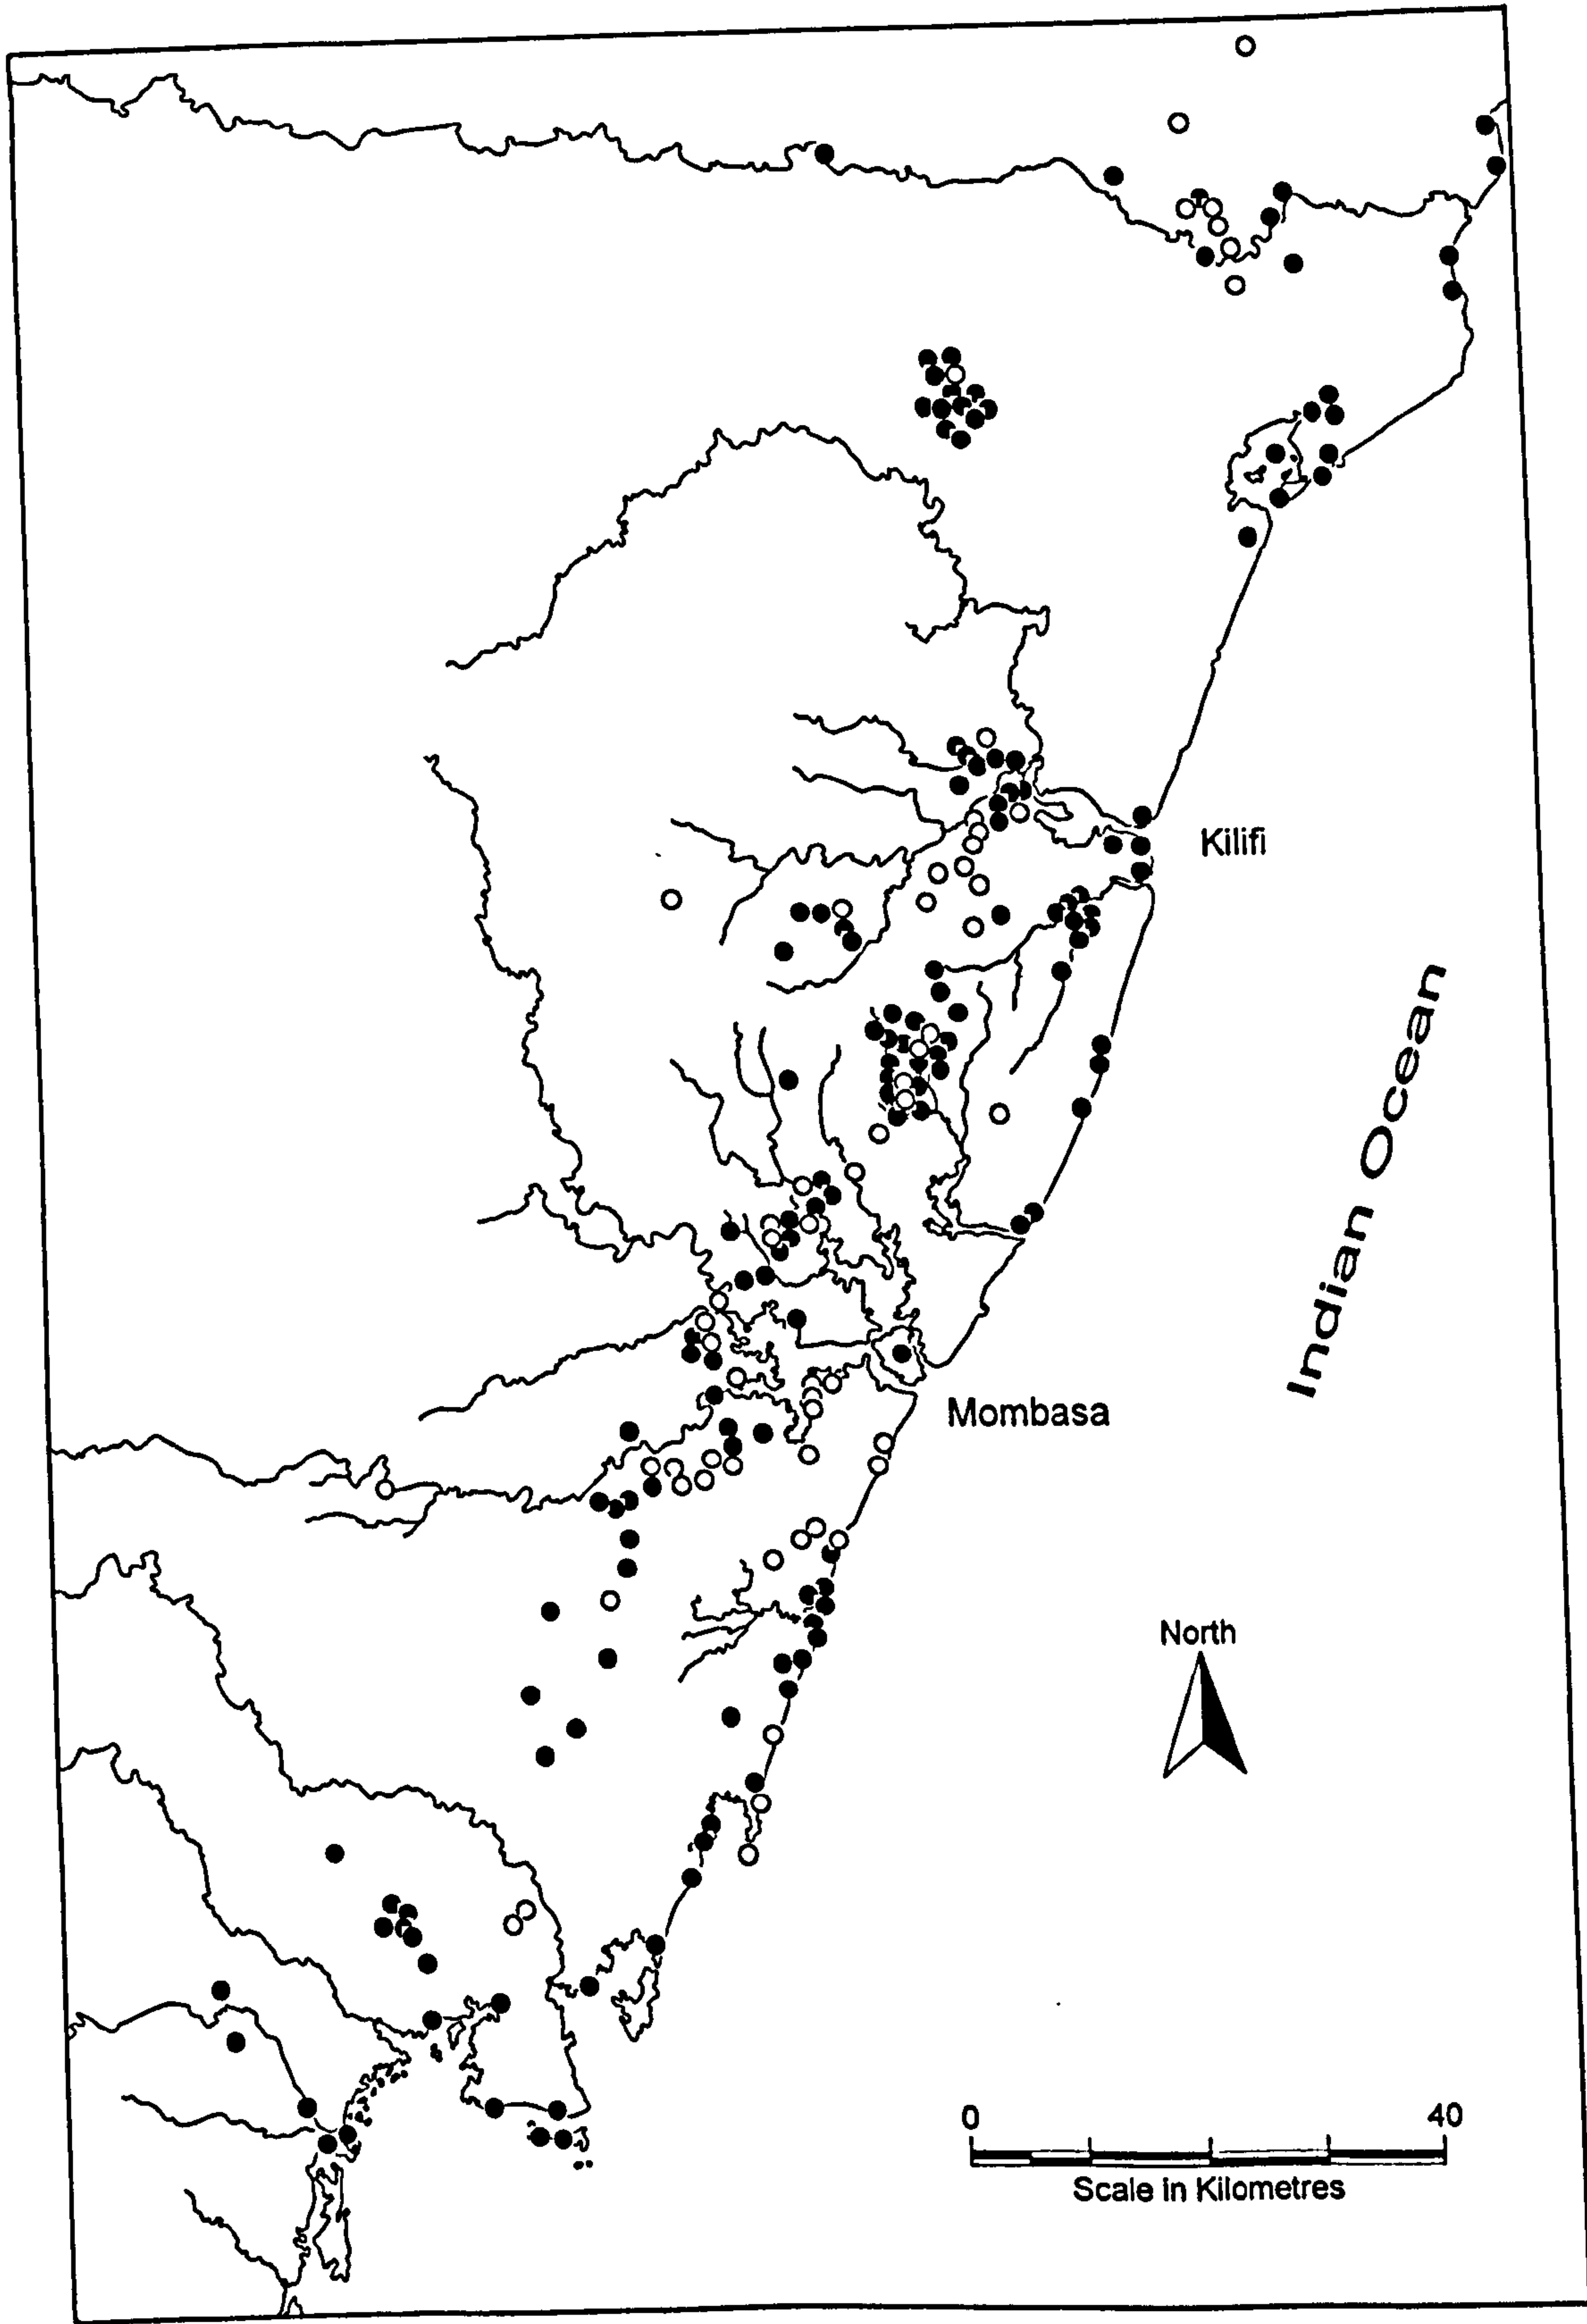 Kilifi
Indian Ocean
Mombasa
North
0 40
Scale in Kilometres